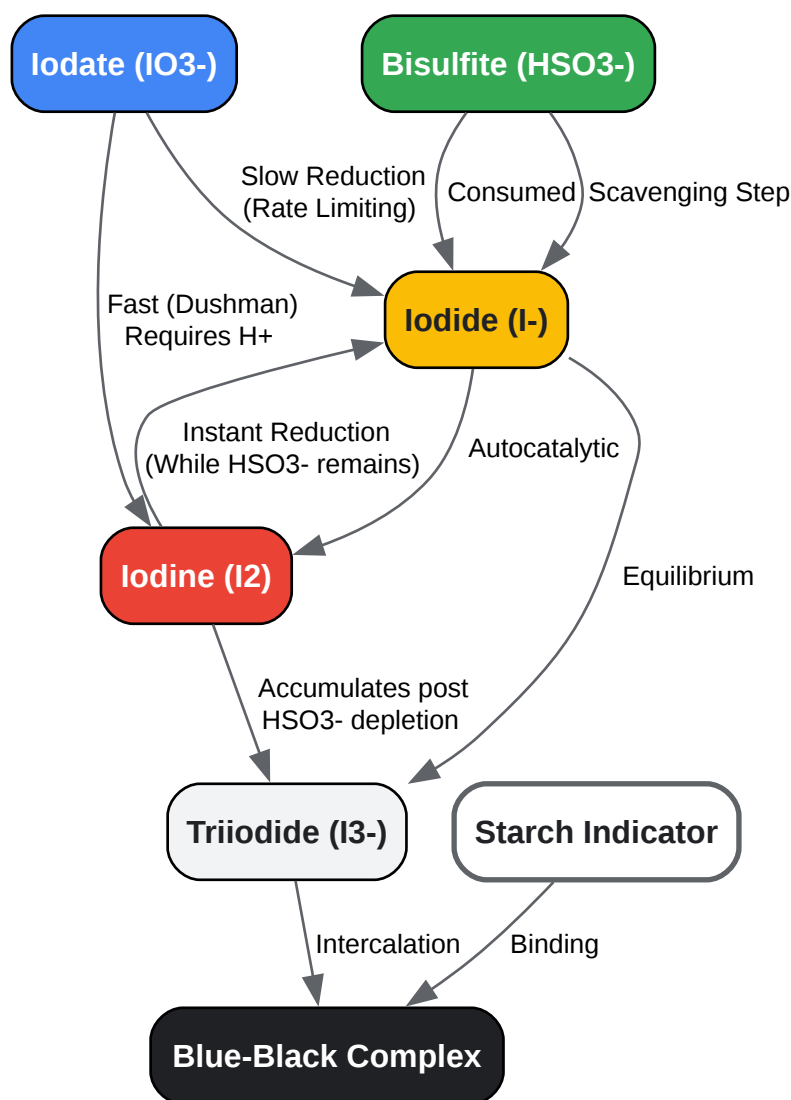 Iodate (IO3-)
Bisulfite (HSO3-)
Slow Reduction
(Rate Limiting)
Consumed
Scavenging Step
Fast (Dushman)
Requires H+
Iodide (I-)
Instant Reduction
(While HSO3- remains)
Autocatalytic
Iodine (I2)
Equilibrium
Accumulates post
HSO3- depletion
Triiodide (I3-)
Starch Indicator
Intercalation
Binding
Blue-Black Complex